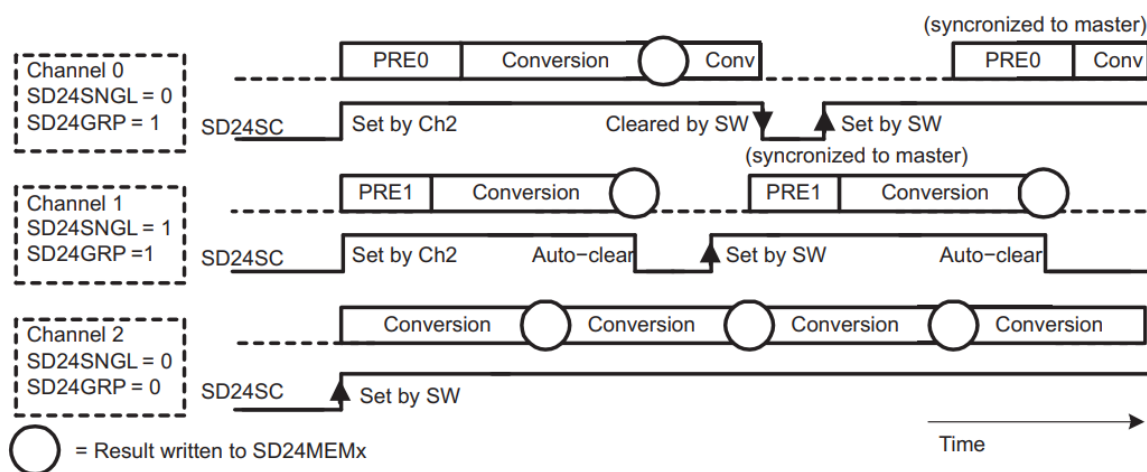 (syncronized to master)
Channel 0
SD24SNGL = 0
SD24GRP = 1
PRE0 Conversion Conv PRE0 Conv
SD24SC Set by Ch2 Cleared by SW Set by SW
(syncronized to master)
Channel 1
SD24SNGL = 1
SD24GRP =1
PRE1 Conversion PRE1 Conversion
SD24SC Set by Ch2 Auto−clear Set by SW Auto−clear
Channel 2
SD24SNGL = 0
SD24GRP = 0
Conversion Conversion Conversion Conversion
SD24SC Set by SW
= Result written to SD24MEMx
Time